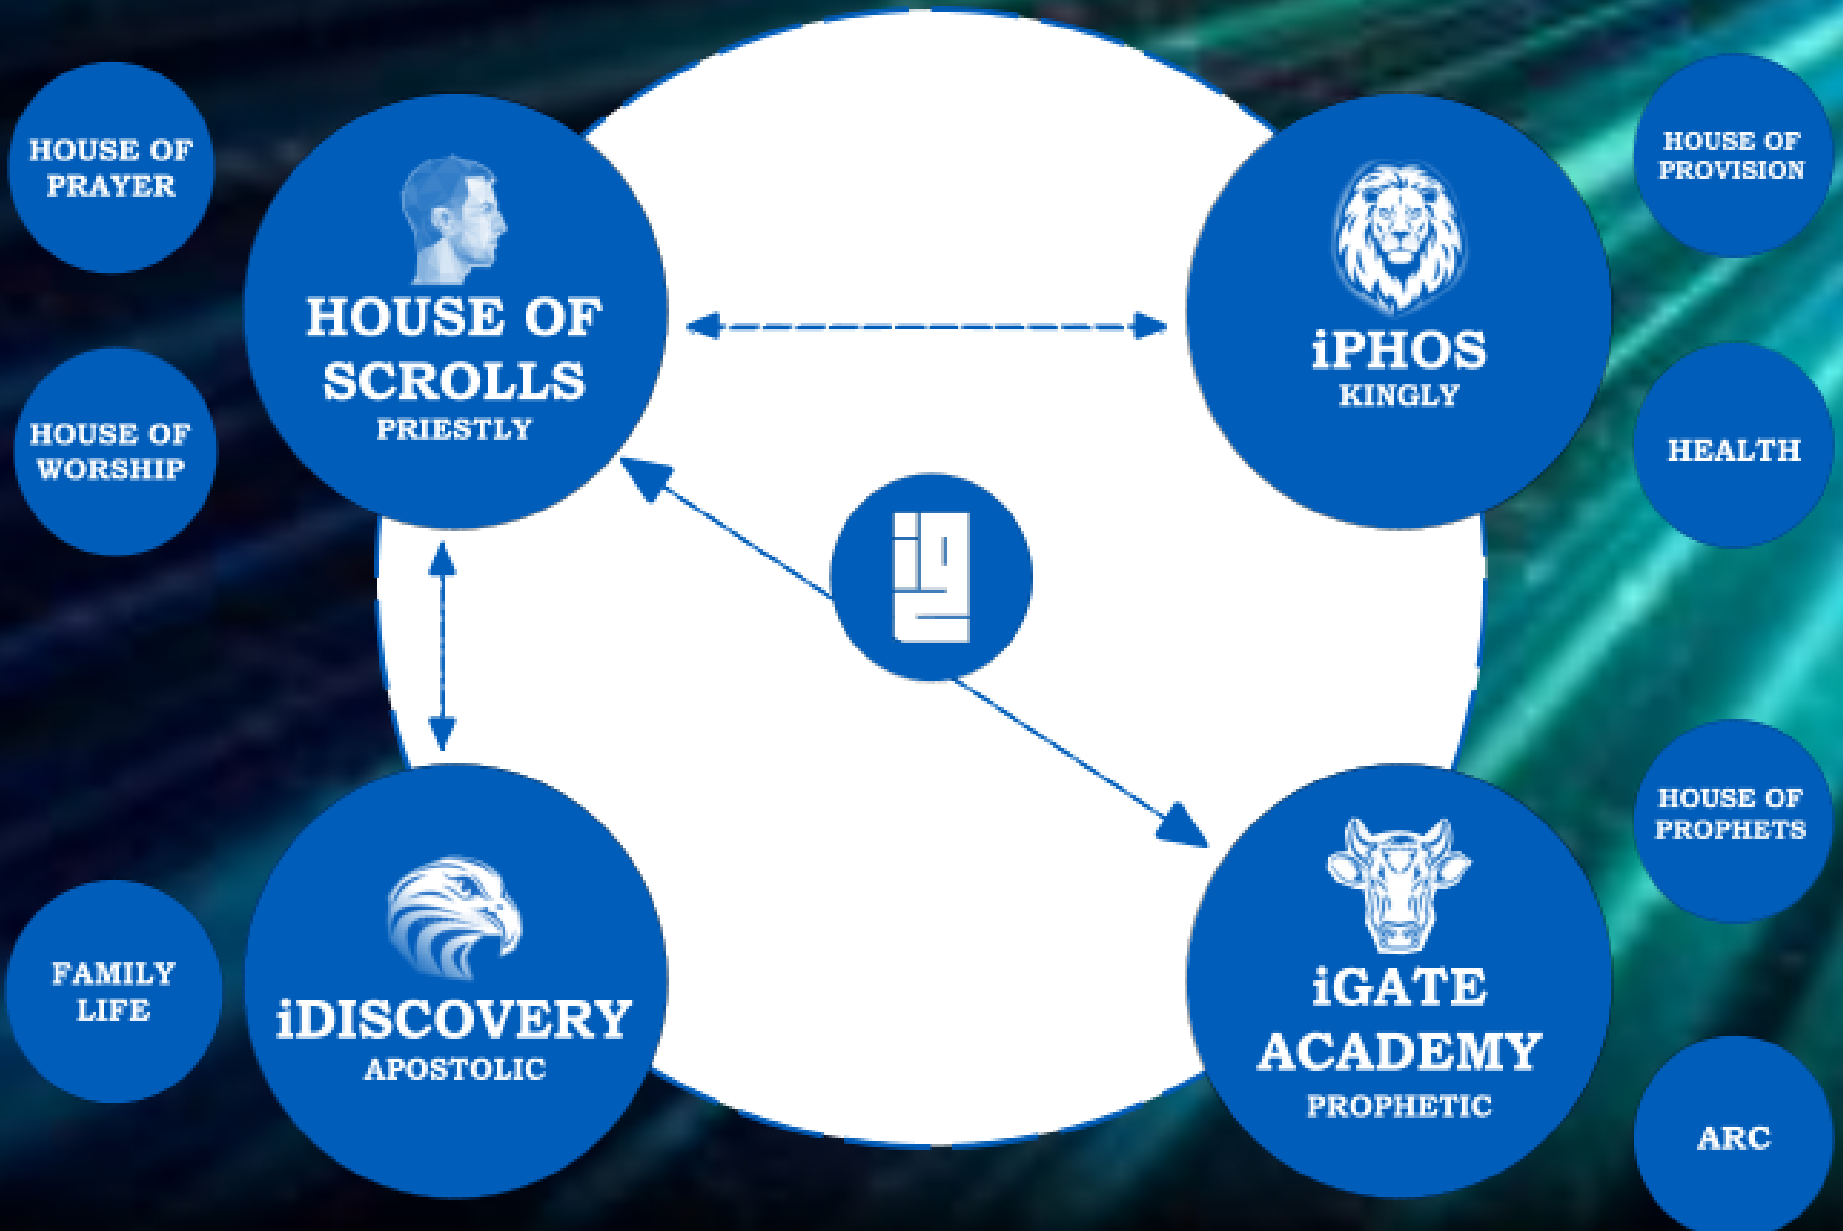 HOUSE OF
PRAYER
HOUSE OF
WORSHIP
FAMILY
LIFE
HOUSE OF
SCROLLS
PRIESTLY
iDISCOVERY
APOSTOLIC
ig
iPHOS
KINGLY
iGATE
ACADEMY
PROPHETIC
HOUSE OF
PROVISION
HEALTH
HOUSE OF
PROPHETS
ARC